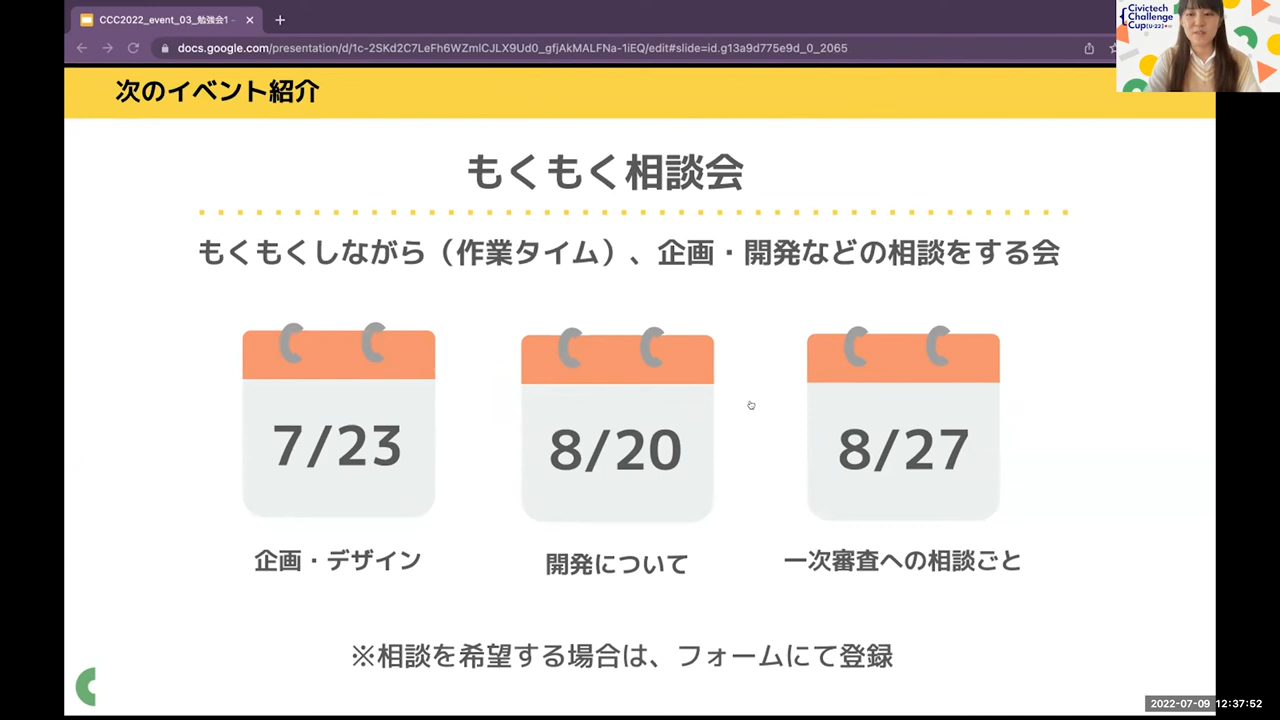 CCC2022_event_03_勉強会1 -
docs.google.com/presentation/d/1c-2SKd2C7LeFh6WZmlCJLX9Ud0_gfjAkMALFNa-1iEQ/edit#slide=id.g13a9d775e9d_0_2065
Civictech
Challenge
Cup U-22
次のイベント紹介
もくもく相談会
もくもくしながら（作業タイム）、企画・開発などの相談をする会
7/23
8/20
8/27
企画・デザイン
開発について
一次審査への相談ごと
※相談を希望する場合は、フォームにて登録
2022-07-09 12:37:52